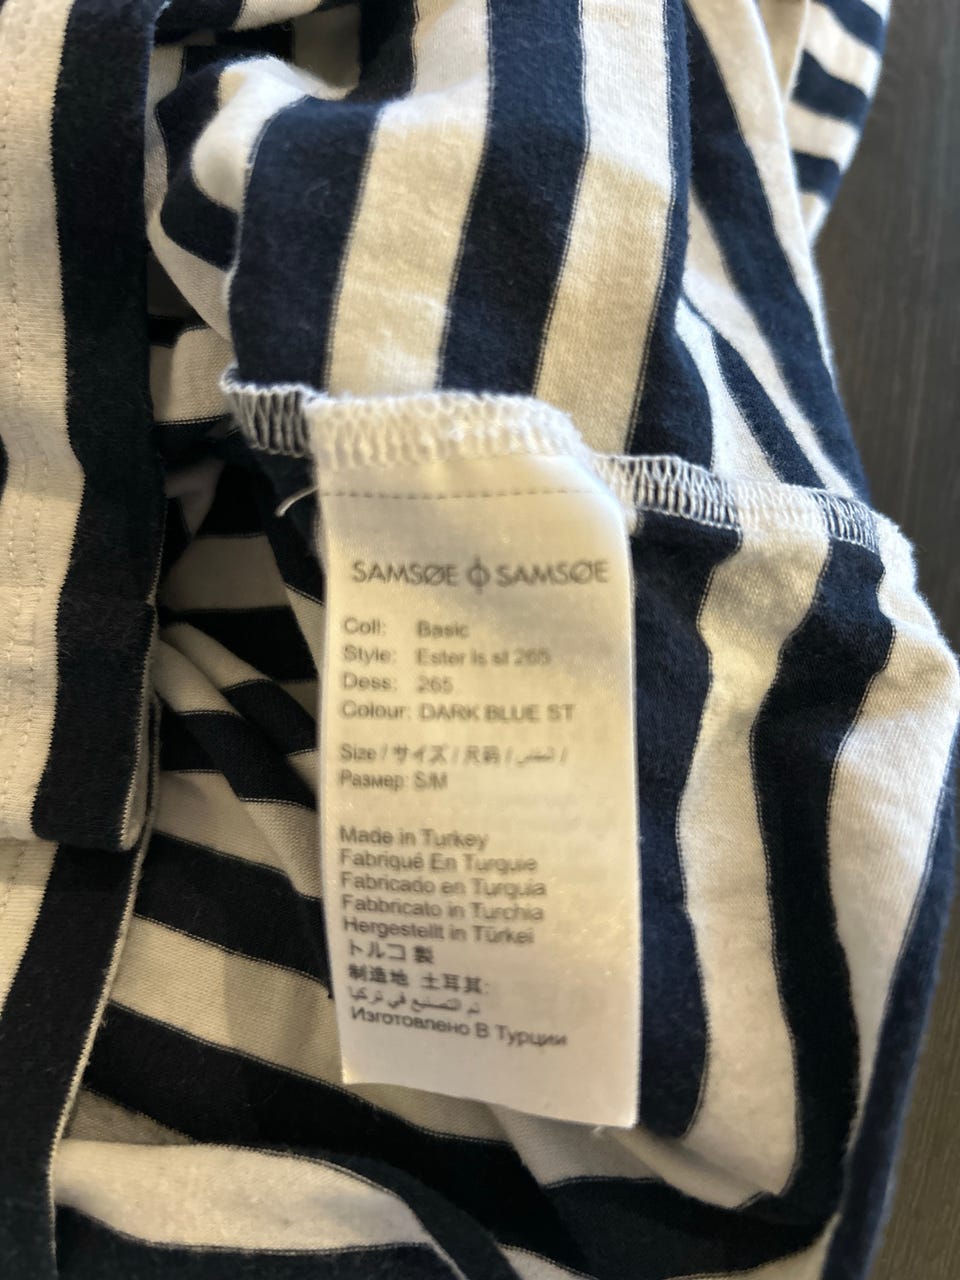 SAMSØE ϕ SAMSØE
Coll: Basic
Style: Ester ls st 265
Dess: 265
Colour: DARK BLUE ST
Size / サイズ / 尺码 / المقاس /
Размер: S/M
Made in Turkey
Fabriqué En Turquie
Fabricado en Turquía
Fabbricato in Turchia
Hergestellt in Türkei
トルコ 製
制造地 土耳其:
تم التصنيع في تركيا
Изготовлено В Турции